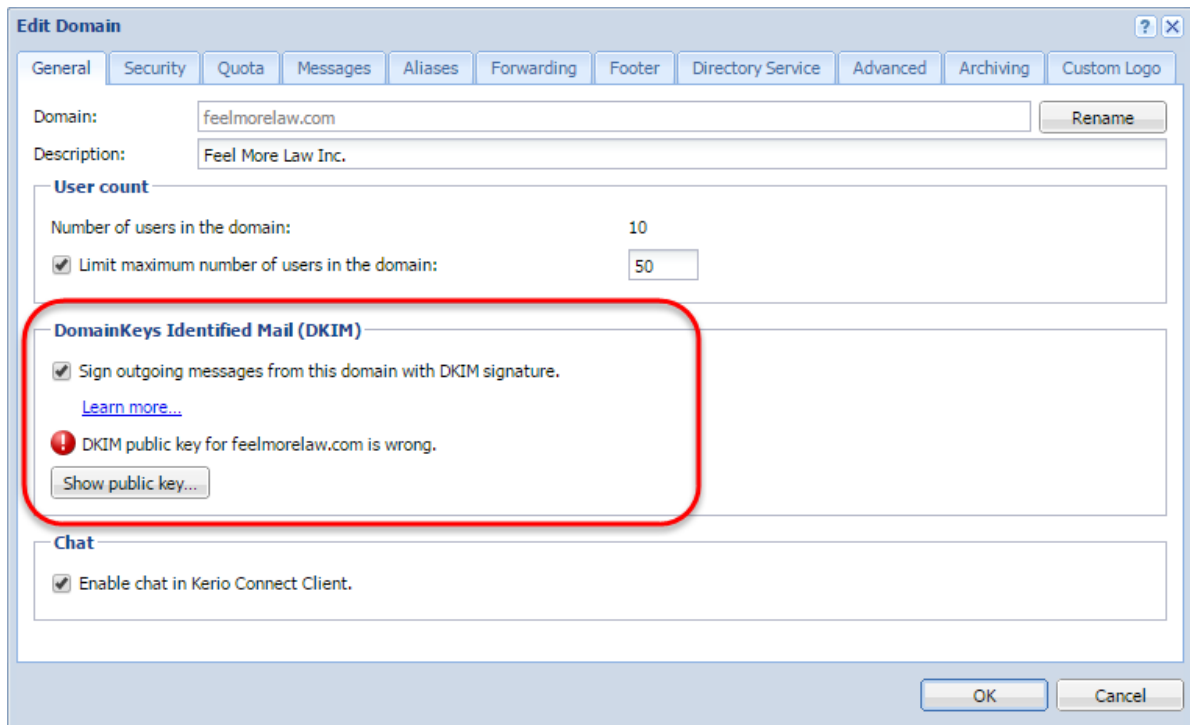 Edit Domain
?
General Security Quota Messages Aliases Forwarding Footer Directory Service Advanced Archiving Custom Logo
Domain: feelmorelaw.com Rename
Description: Feel More Law Inc.
User count
Number of users in the domain: 10
Limit maximum number of users in the domain: 50
DomainKeys Identified Mail (DKIM)
Sign outgoing messages from this domain with DKIM signature.
Learn more...
! DKIM public key for feelmorelaw.com is wrong.
Show public key...
Chat
Enable chat in Kerio Connect Client.
OK Cancel